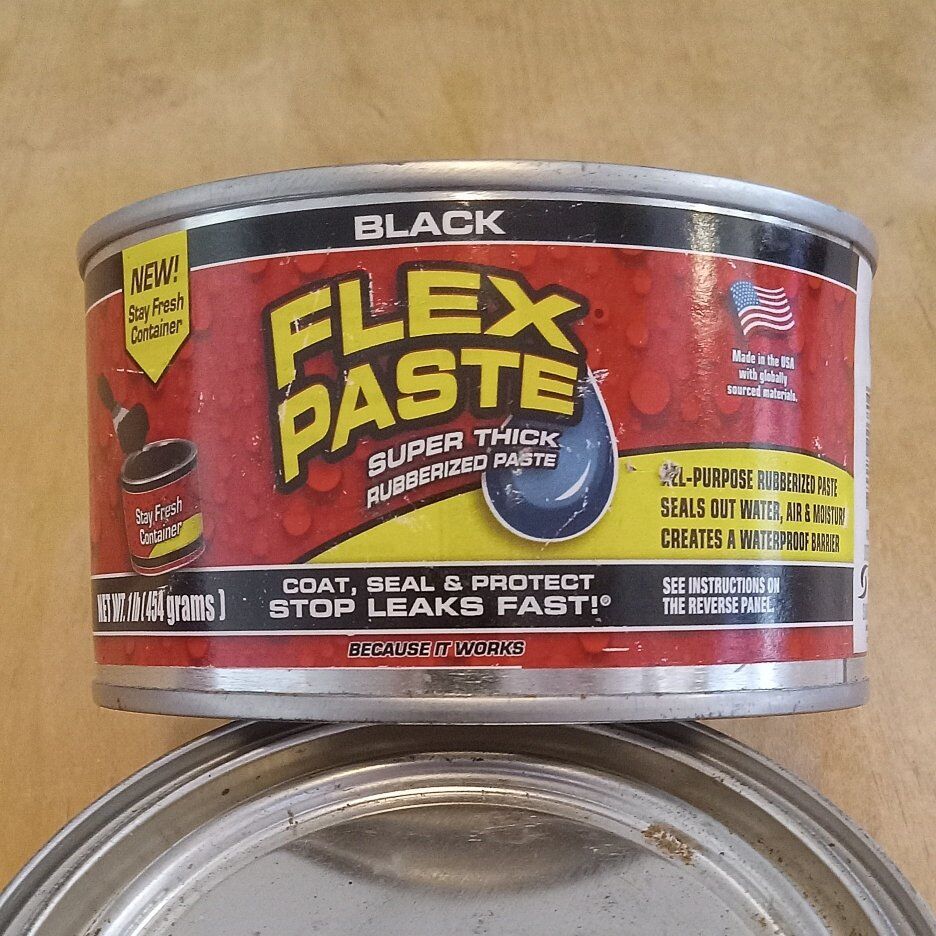 BLACK
NEW!
Stay Fresh
Container
FLEX
PASTE
SUPER THICK
RUBBERIZED PASTE
Made in the USA
with globally
sourced materials.
Stay Fresh
Container
ALL-PURPOSE RUBBERIZED PASTE
SEALS OUT WATER, AIR & MOISTURE
CREATES A WATERPROOF BARRIER
NET WT. 1 lb (454 grams)
COAT, SEAL & PROTECT
STOP LEAKS FAST!®
SEE INSTRUCTIONS ON
THE REVERSE PANEL.
BECAUSE IT WORKS